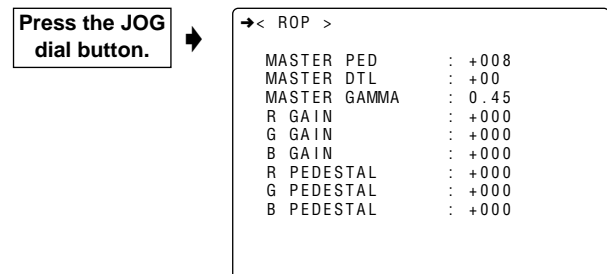 Press the JOG
dial button.
➔< ROP >
MASTER PED : +008
MASTER DTL : +00
MASTER GAMMA : 0.45
R GAIN : +000
G GAIN : +000
B GAIN : +000
R PEDESTAL : +000
G PEDESTAL : +000
B PEDESTAL : +000